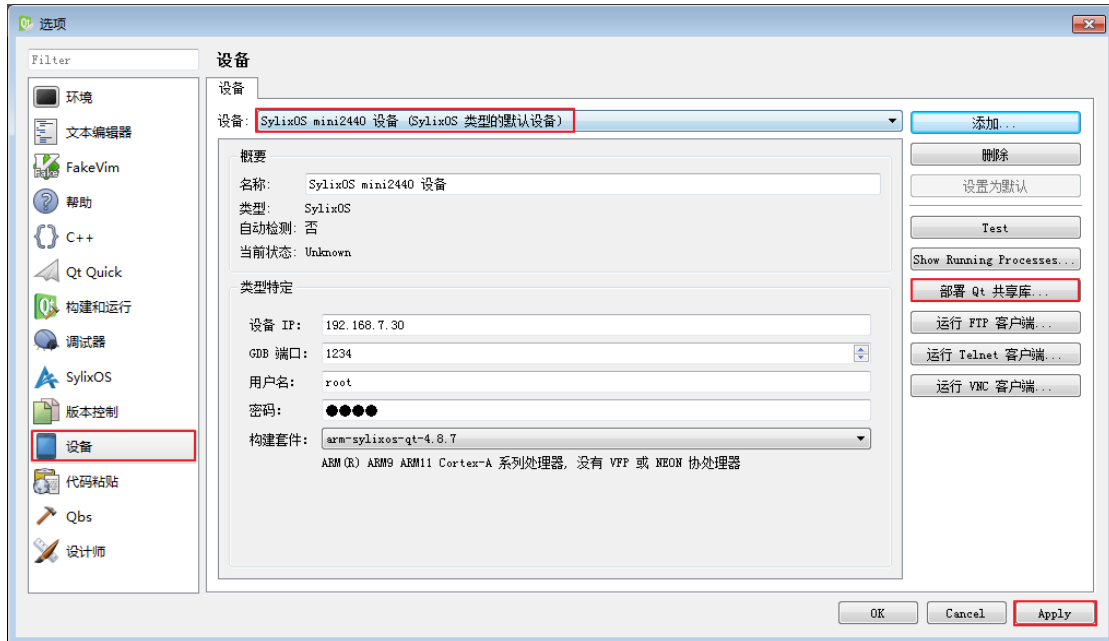 选项
Filter
环境
文本编辑器
FakeVim
帮助
C++
Qt Quick
构建和运行
调试器
SylixOS
版本控制
设备
代码粘贴
Qbs
设计师
设备
设备
设备: SylixOS mini2440 设备 (SylixOS 类型的默认设备)
概要
名称: SylixOS mini2440 设备
类型: SylixOS
自动检测: 否
当前状态: Unknown
类型特定
设备 IP: 192.168.7.30
GDB 端口: 1234
用户名: root
密码: ●●●●
构建套件: arm-sylixos-qt-4.8.7
ARM(R) ARM9 ARM11 Cortex-A 系列处理器, 没有 VFP 或 NEON 协处理器
添加...
删除
设置为默认
Test
Show Running Processes...
部署 Qt 共享库...
运行 FTP 客户端...
运行 Telnet 客户端...
运行 VNC 客户端...
OK
Cancel
Apply